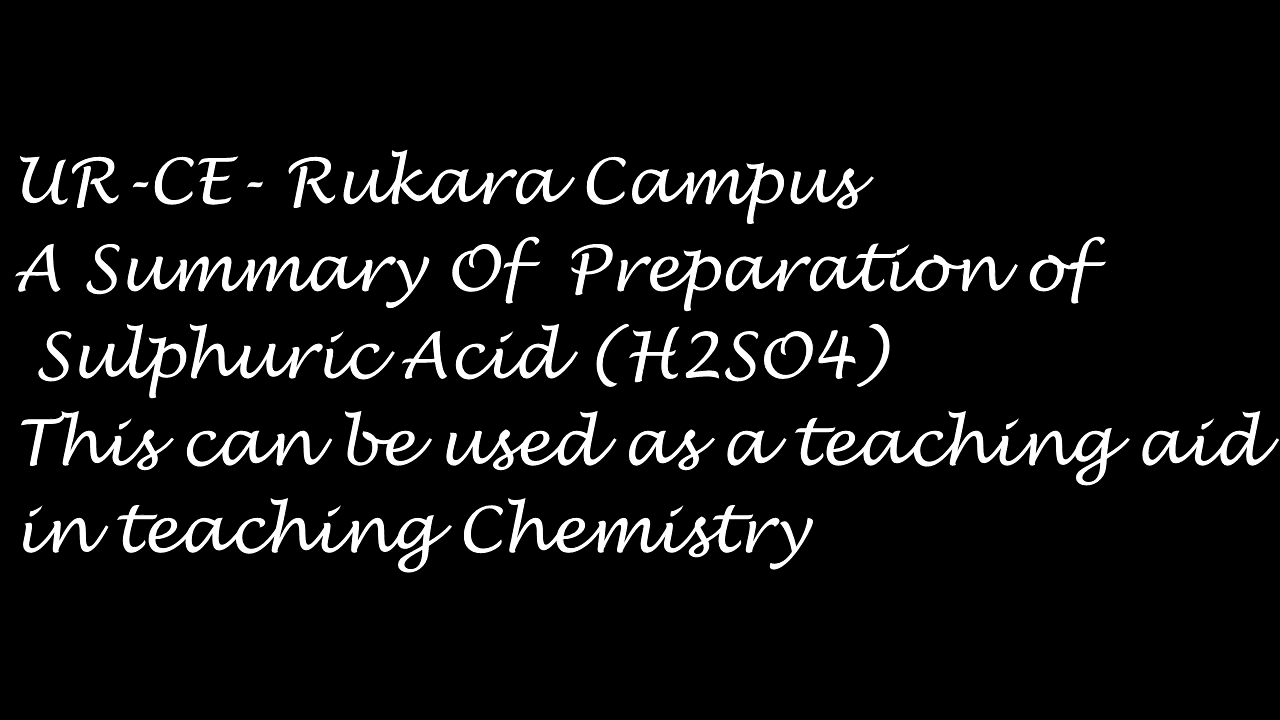 UR-CE- Rukara Campus
A Summary Of Preparation of
Sulphuric Acid (H2SO4)
This can be used as a teaching aid
in teaching Chemistry